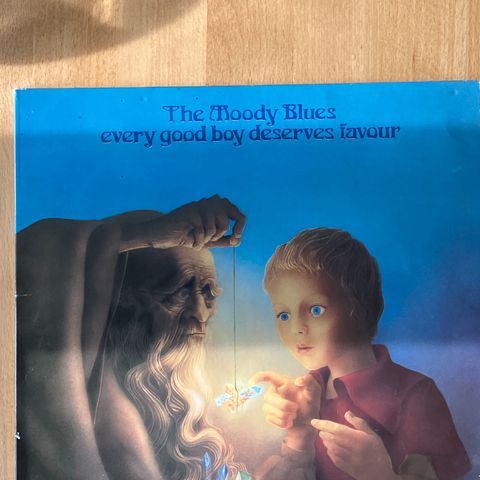 The Moody Blues
every good boy deserves favour